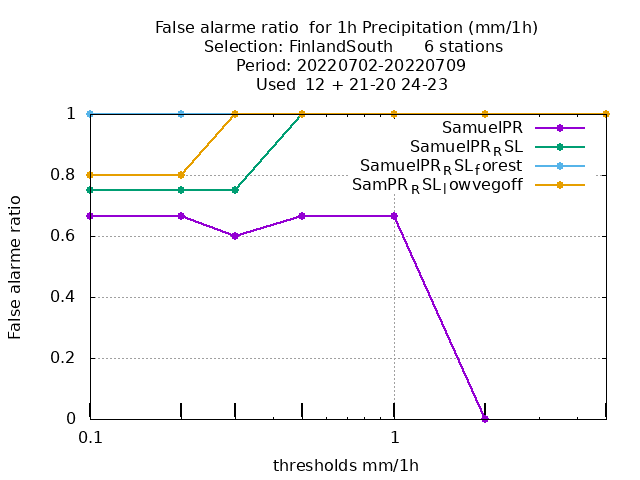 False alarme ratio  for 1h Precipitation (mm/1h)
Selection: FinlandSouth      6 stations
Period: 20220702-20220709
Used  12 + 21-20 24-23
1
0.8
0.6
0.4
0.2
0
False alarme ratio
SamuelPR
SamuelPR_RSL
SamuelPR_RSL_forest
SamPR_RSL_lowvegoff
0.1
1
thresholds mm/1h